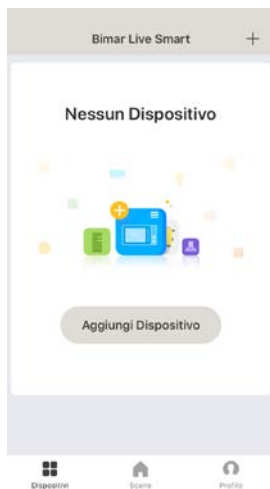 Bimar Live Smart +
Nessun Dispositivo
Aggiungi Dispositivo
Dispositivi Scene Profilo